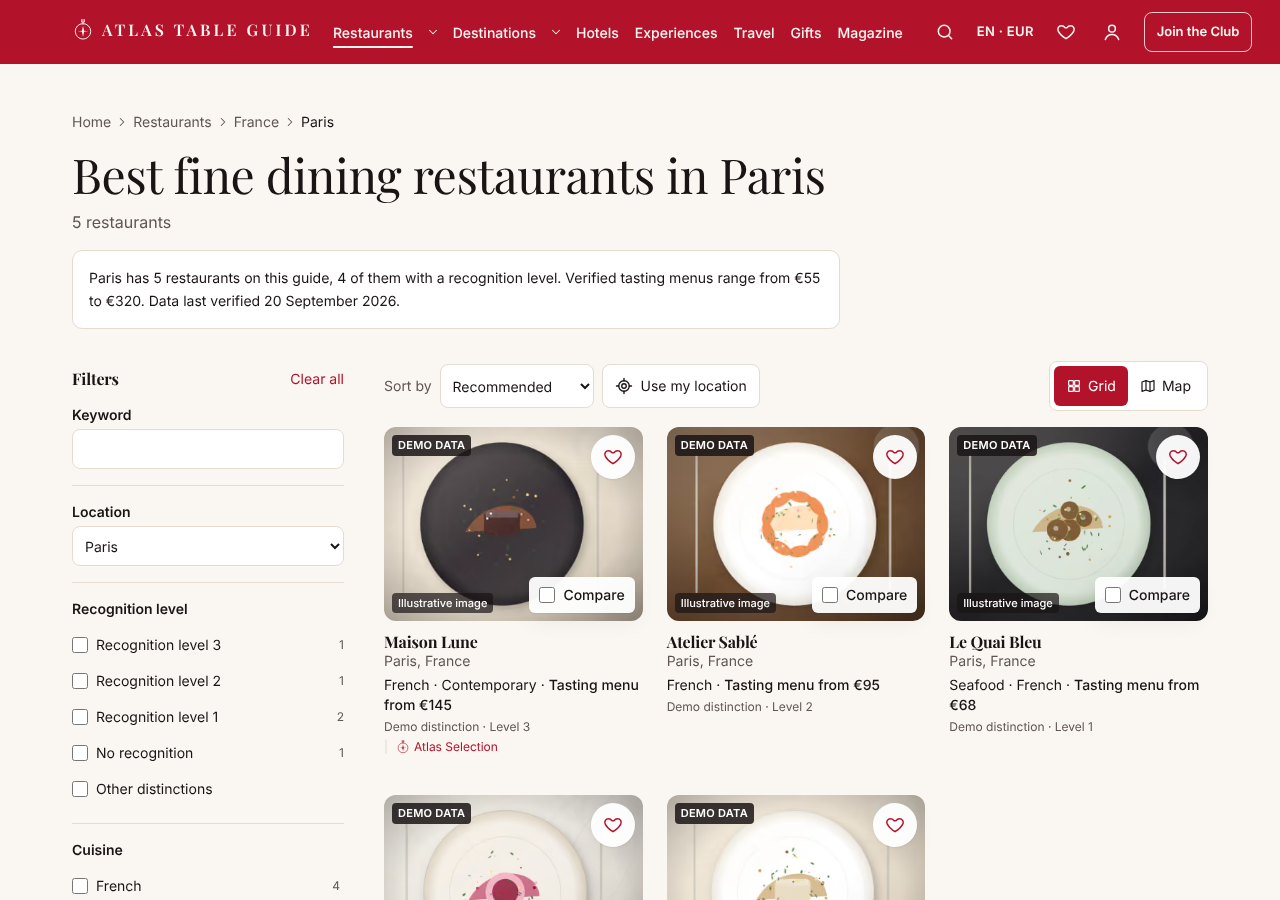 ATLAS TABLE GUIDE
Restaurants
Destinations
Hotels
Experiences
Travel
Gifts
Magazine
EN · EUR
Join the Club
Home
Restaurants
France
Paris
Best fine dining restaurants in Paris
5 restaurants
Paris has 5 restaurants on this guide, 4 of them with a recognition level. Verified tasting menus range from €55
to €320. Data last verified 20 September 2026.
Filters
Clear all
Keyword
Location
Paris
Recognition level
Recognition level 3 1
Recognition level 2 1
Recognition level 1 2
No recognition 1
Other distinctions
Cuisine
French 4
Sort by
Recommended
Use my location
Grid
Map
DEMO DATA
Illustrative image
Compare
Maison Lune
Paris, France
French · Contemporary · Tasting menu
from €145
Demo distinction · Level 3
Atlas Selection
DEMO DATA
Illustrative image
Compare
Atelier Sablé
Paris, France
French · Tasting menu from €95
Demo distinction · Level 2
DEMO DATA
Illustrative image
Compare
Le Quai Bleu
Paris, France
Seafood · French · Tasting menu from
€68
Demo distinction · Level 1
DEMO DATA
DEMO DATA